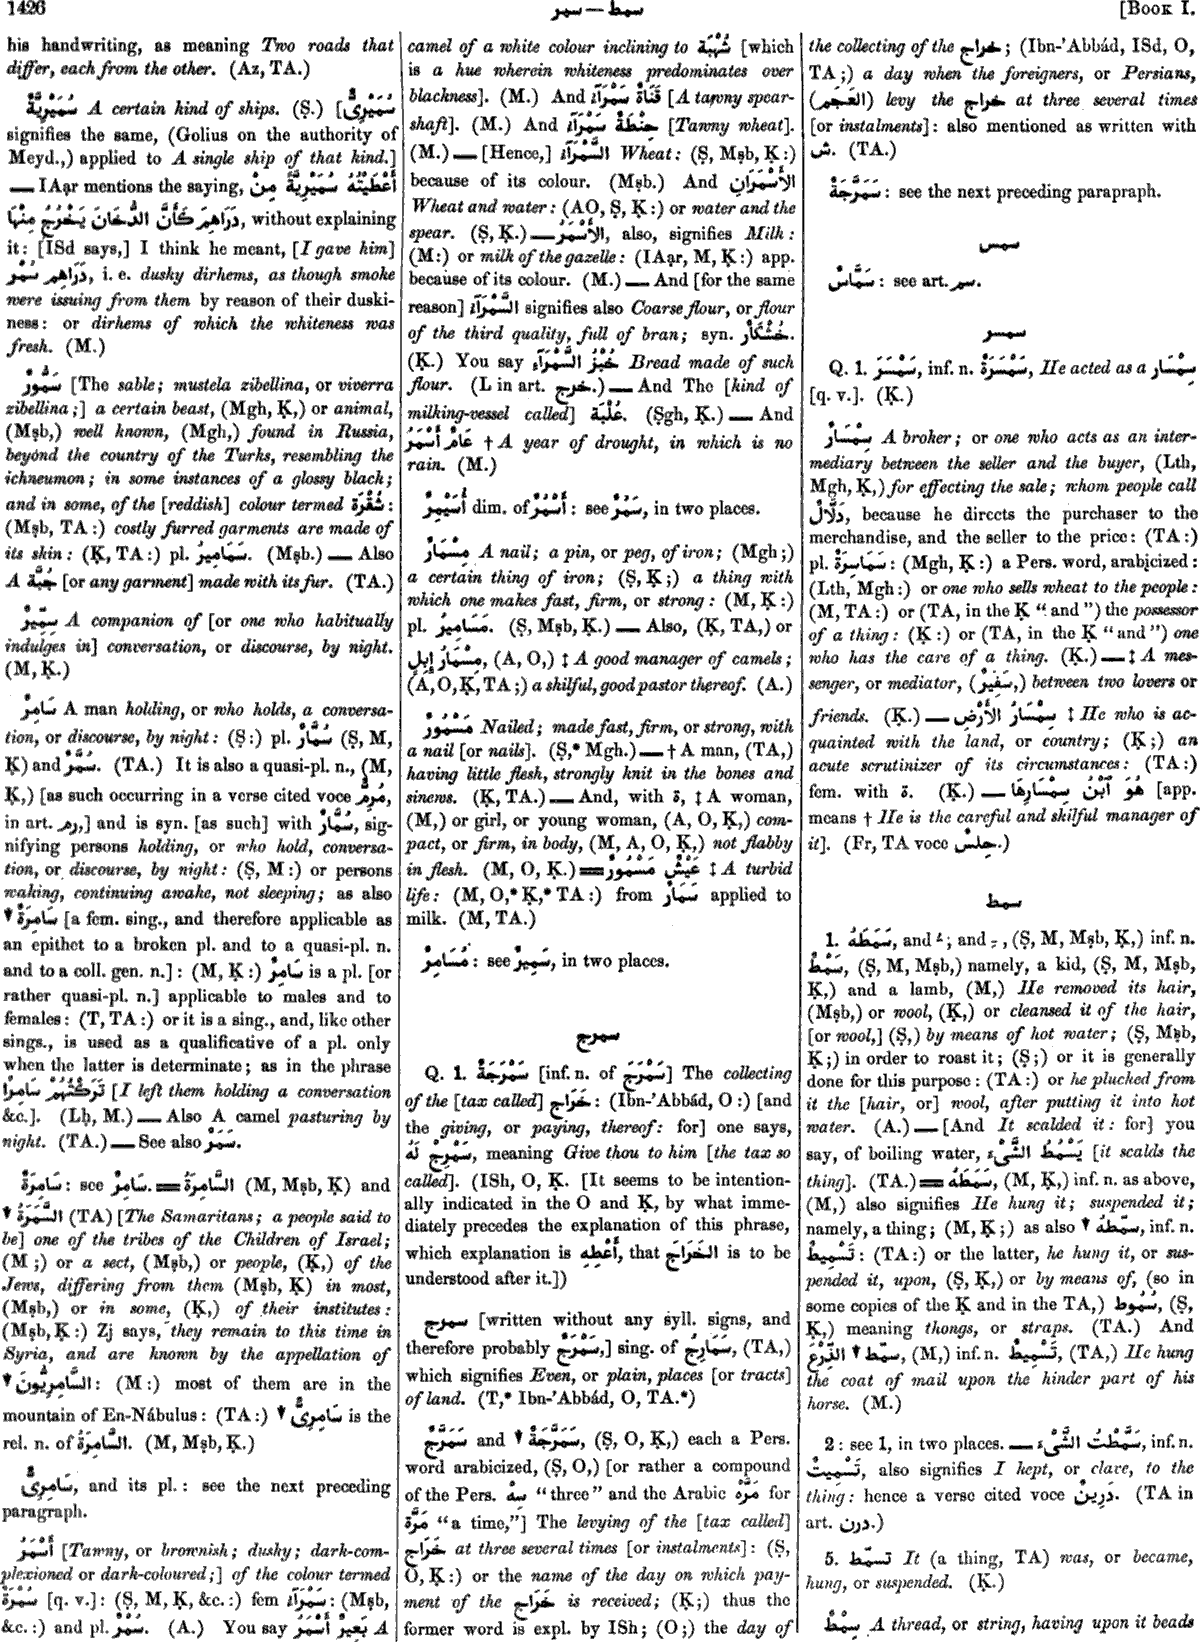 1426
سمر — سمط
[Book I.
his handwriting, as meaning Two roads that
differ, each from the other. (Az, TA.)
سُمَيْرِيَّةٌ A certain kind of ships. (Ṣ.) [سُمَيْرِىٌّ
signifies the same, (Golius on the authority of
Meyd.,) applied to A single ship of that kind.]
— IAạr mentions the saying, أَعْطَيْتُهُ سُمَيْرِيَّةً مِنْ
دَرَاهِمَ كَأَنَّ الدُّخَانَ يَخْرُجُ مِنْهَا, without explaining
it: [ISd says,] I think he meant, [I gave him]
دَرَاهِمَ سُمْر, i. e. dusky dirhems, as though smoke
were issuing from them by reason of their duski-
ness: or dirhems of which the whiteness was
fresh. (M.)
سَمُّورٌ [The sable; mustela zibellina, or viverra
zibellina;] a certain beast, (Mgh, Ḳ,) or animal,
(Mṣb,) well known, (Mgh,) found in Russia,
beyond the country of the Turks, resembling the
ichneumon; in some instances of a glossy black;
and in some, of the [reddish] colour termed شُقْرَة:
(Mṣb, TA:) costly furred garments are made of
its skin: (Ḳ, TA:) pl. سَمَامِيرُ. (Mṣb.) — Also
A جُبَّة [or any garment] made with its fur. (TA.)
سِمِّيرٌ A companion of [or one who habitually
indulges in] conversation, or discourse, by night.
(M, Ḳ.)
سَامِرٌ A man holding, or who holds, a conversa-
tion, or discourse, by night: (Ṣ:) pl. سُمَّارٌ (Ṣ, M,
Ḳ) and سُمَّرٌ. (TA.) It is also a quasi-pl. n., (M,
Ḳ,) [as such occurring in a verse cited voce مُرِمٌّ,
in art. رم,] and is syn. [as such] with سُمَّارٌ, sig-
nifying persons holding, or who hold, conversa-
tion, or discourse, by night: (Ṣ, M:) or persons
waking, continuing awake, not sleeping; as also
▼ سَامِرَةٌ [a fem. sing., and therefore applicable as
an epithet to a broken pl. and to a quasi-pl. n.
and to a coll. gen. n.]: (M, Ḳ:) سَامِرٌ is a pl. [or
rather quasi-pl. n.] applicable to males and to
females: (T, TA:) or it is a sing., and, like other
sings., is used as a qualificative of a pl. only
when the latter is determinate; as in the phrase
تَرَكْتُهُمْ سَامِرًا [I left them holding a conversation
&c.]. (Lḥ, M.) — Also A camel pasturing by
night. (TA.) — See also سَمَرٌ.
سَامِرَةٌ: see سَامِرٌ. = السَّامِرَةُ (M, Mṣb, Ḳ) and
▼ السَّمَرَةُ (TA) [The Samaritans; a people said to
be] one of the tribes of the Children of Israel;
(M;) or a sect, (Mṣb,) or people, (Ḳ,) of the
Jews, differing from them (Mṣb, Ḳ) in most,
(Mṣb,) or in some, (Ḳ,) of their institutes:
(Mṣb, Ḳ:) Zj says, they remain to this time in
Syria, and are known by the appellation of
▼ السَّامِرِيُّونَ: (M:) most of them are in the
mountain of En-Nábulus: (TA:) ▼ سَامِرِىٌّ is the
rel. n. of السَّامِرَةُ. (M, Mṣb, Ḳ.)
سَامِرِىٌّ, and its pl.: see the next preceding
paragraph.
أَسْمَرُ [Tawny, or brownish; dusky; dark-com-
plexioned or dark-coloured;] of the colour termed
سُمْرَة [q. v.]: (Ṣ, M, Ḳ, &c.:) fem سَمْرَآءُ: (Mṣb,
&c.:) and pl. سُمْرٌ. (A.) You say بَعِيرٌ أَسْمَرُ A
camel of a white colour inclining to شُهْبَة [which
is a hue wherein whiteness predominates over
blackness]. (M.) And قَنَاةٌ سَمْرَآءُ [A tawny spear-
shaft]. (M.) And حِنْطَةٌ سَمْرَآءُ [Tawny wheat].
(M.) — [Hence,] السَّمْرَآءُ Wheat: (Ṣ, Mṣb, Ḳ:)
because of its colour. (Mṣb.) And الأَسْمَرَانِ
Wheat and water: (AO, Ṣ, Ḳ:) or water and the
spear. (Ṣ, Ḳ.) — الأَسْمَرُ, also, signifies Milk:
(M:) or milk of the gazelle: (IAạr, M, Ḳ:) app.
because of its colour. (M.) — And [for the same
reason] السَّمْرَآءُ signifies also Coarse flour, or flour
of the third quality, full of bran; syn. خُشْكَارٌ.
(Ḳ.) You say خُبْزُ السَّمْرَآءِ Bread made of such
flour. (L in art. خرج.) — And The [kind of
milking-vessel called] عُلْبَة. (Ṣgh, Ḳ.) — And
عَامٌ أَسْمَرُ † A year of drought, in which is no
rain. (M.)
أُسَيْمِرٌ dim. of أَسْمَرُ: see سَمُرٌ, in two places.
مِسْمَارٌ A nail; a pin, or peg, of iron; (Mgh;)
a certain thing of iron; (Ṣ, Ḳ;) a thing with
which one makes fast, firm, or strong: (M, Ḳ:)
pl. مَسَامِيرُ. (Ṣ, Mṣb, Ḳ.) — Also, (Ḳ, TA,) or
مِسْمَارُ إِبِلٍ, (A, O,) ‡ A good manager of camels;
(A, O, Ḳ, TA;) a shilful, good pastor thereof. (A.)
مَسْمُورٌ Nailed; made fast, firm, or strong, with
a nail [or nails]. (Ṣ,* Mgh.) — † A man, (TA,)
having little flesh, strongly knit in the bones and
sinews. (Ḳ, TA.) — And, with ة, ‡ A woman,
(M,) or girl, or young woman, (A, O, Ḳ,) com-
pact, or firm, in body, (M, A, O, Ḳ,) not flabby
in flesh. (M, O, Ḳ.) = عَيْشٌ مَسْمُورٌ ‡ A turbid
life: (M, O,* Ḳ,* TA:) from سَمَارٌ applied to
milk. (M, TA.)
مُسَامِرٌ: see سَمِيرٌ, in two places.
سمرج
Q. 1. سَمْرَجَةٌ [inf. n. of سَمْرَجَ] The collecting
of the [tax called] خَرَاج: (Ibn-'Abbád, O:) [and
the giving, or paying, thereof: for] one says,
سَمْرِجْ لَهُ, meaning Give thou to him [the tax so
called]. (ISh, O, Ḳ. [It seems to be intention-
ally indicated in the O and Ḳ, by what imme-
diately precedes the explanation of this phrase,
which explanation is أَعْطِهِ, that الخَرَاجَ is to be
understood after it.])
سمرج [written without any syll. signs, and
therefore probably سَمْرَجٌ,] sing. of سَمَارِجُ, (TA,)
which signifies Even, or plain, places [or tracts]
of land. (T,* Ibn-'Abbád, O, TA.*)
سَمَرَّجٌ and ▼ سَمَرَّجَةٌ, (Ṣ, O, Ḳ,) each a Pers.
word arabicized, (Ṣ, O,) [or rather a compound
of the Pers. سِهْ “three” and the Arabic مَرَّهْ for
مَرَّة “a time,”] The levying of the [tax called]
خَرَاج at three several times [or instalments]: (Ṣ,
O, Ḳ:) or the name of the day on which pay-
ment of the خَرَاج is received; (Ḳ;) thus the
former word is expl. by ISh; (O;) the day of
the collecting of the خراج; (Ibn-'Abbád, ISd, O,
TA;) a day when the foreigners, or Persians,
(العَجَم) levy the خراج at three several times
[or instalments]: also mentioned as written with
ش. (TA.)
سَمَرَّجَةٌ: see the next preceding parapraph.
سمس
سَمَّاسٌ: see art. سم.
سمسر
Q. 1. سَمْسَرَ, inf. n. سَمْسَرَةٌ, He acted as a سِمْسَار
[q. v.]. (Ḳ.)
سِمْسَارٌ A broker; or one who acts as an inter-
mediary between the seller and the buyer, (Lth,
Mgh, Ḳ,) for effecting the sale; whom people call
دَلَّالٌ, because he directs the purchaser to the
merchandise, and the seller to the price: (TA:)
pl. سَمَاسِرَةٌ: (Mgh, Ḳ:) a Pers. word, arabicized:
(Lth, Mgh:) or one who sells wheat to the people:
(M, TA:) or (TA, in the Ḳ “and”) the possessor
of a thing: (Ḳ:) or (TA, in the Ḳ “and”) one
who has the care of a thing. (Ḳ.) — ‡ A mes-
senger, or mediator, (سَفِيرٌ,) between two lovers or
friends. (Ḳ.) — سِمْسَارُ الأَرْضِ ‡ He who is ac-
quainted with the land, or country; (Ḳ;) an
acute scrutinizer of its circumstances: (TA:)
fem. with ة. (Ḳ.) — هُوَ ٱبْنُ سِمْسَارِهَا [app.
means † He is the careful and skilful manager of
it]. (Fr, TA voce حِلْسٌ.)
سمط
1. سَمَطَهُ, and ـُ; and ـِ, (Ṣ, M, Mṣb, Ḳ,) inf. n.
سَمْطٌ, (Ṣ, M, Mṣb,) namely, a kid, (Ṣ, M, Mṣb,
Ḳ,) and a lamb, (M,) He removed its hair,
(Mṣb,) or wool, (Ḳ,) or cleansed it of the hair,
[or wool,] (Ṣ,) by means of hot water; (Ṣ, Mṣb,
Ḳ;) in order to roast it; (Ṣ;) or it is generally
done for this purpose: (TA:) or he plucked from
it the [hair, or] wool, after putting it into hot
water. (A.) — [And It scalded it: for] you
say, of boiling water, يَسْمُطُ الشَّىْءَ [it scalds the
thing]. (TA.) = سَمَطَهُ, (M, Ḳ,) inf. n. as above,
(M,) also signifies He hung it; suspended it;
namely, a thing; (M, Ḳ;) as also ▼ سمّطهُ, inf. n.
تَسْمِيطٌ: (TA:) or the latter, he hung it, or sus-
pended it, upon, (Ṣ, Ḳ,) or by means of, (so in
some copies of the Ḳ and in the TA,) سُمُوط, (Ṣ,
Ḳ,) meaning thongs, or straps. (TA.) And
سمّط ▼ الدِّرْعَ, (M,) inf. n. تَسْمِيطٌ, (TA,) He hung
the coat of mail upon the hinder part of his
horse. (M.)
2: see 1, in two places. — سَمَّطْتُ الشَّىْءَ, inf. n.
تَسْمِيتٌ, also signifies I kept, or clave, to the
thing: hence a verse cited voce دَرِينٌ. (TA in
art. درن.)
5. تسمّط It (a thing, TA) was, or became,
hung, or suspended. (Ḳ.)
سِمْطٌ A thread, or string, having upon it beads